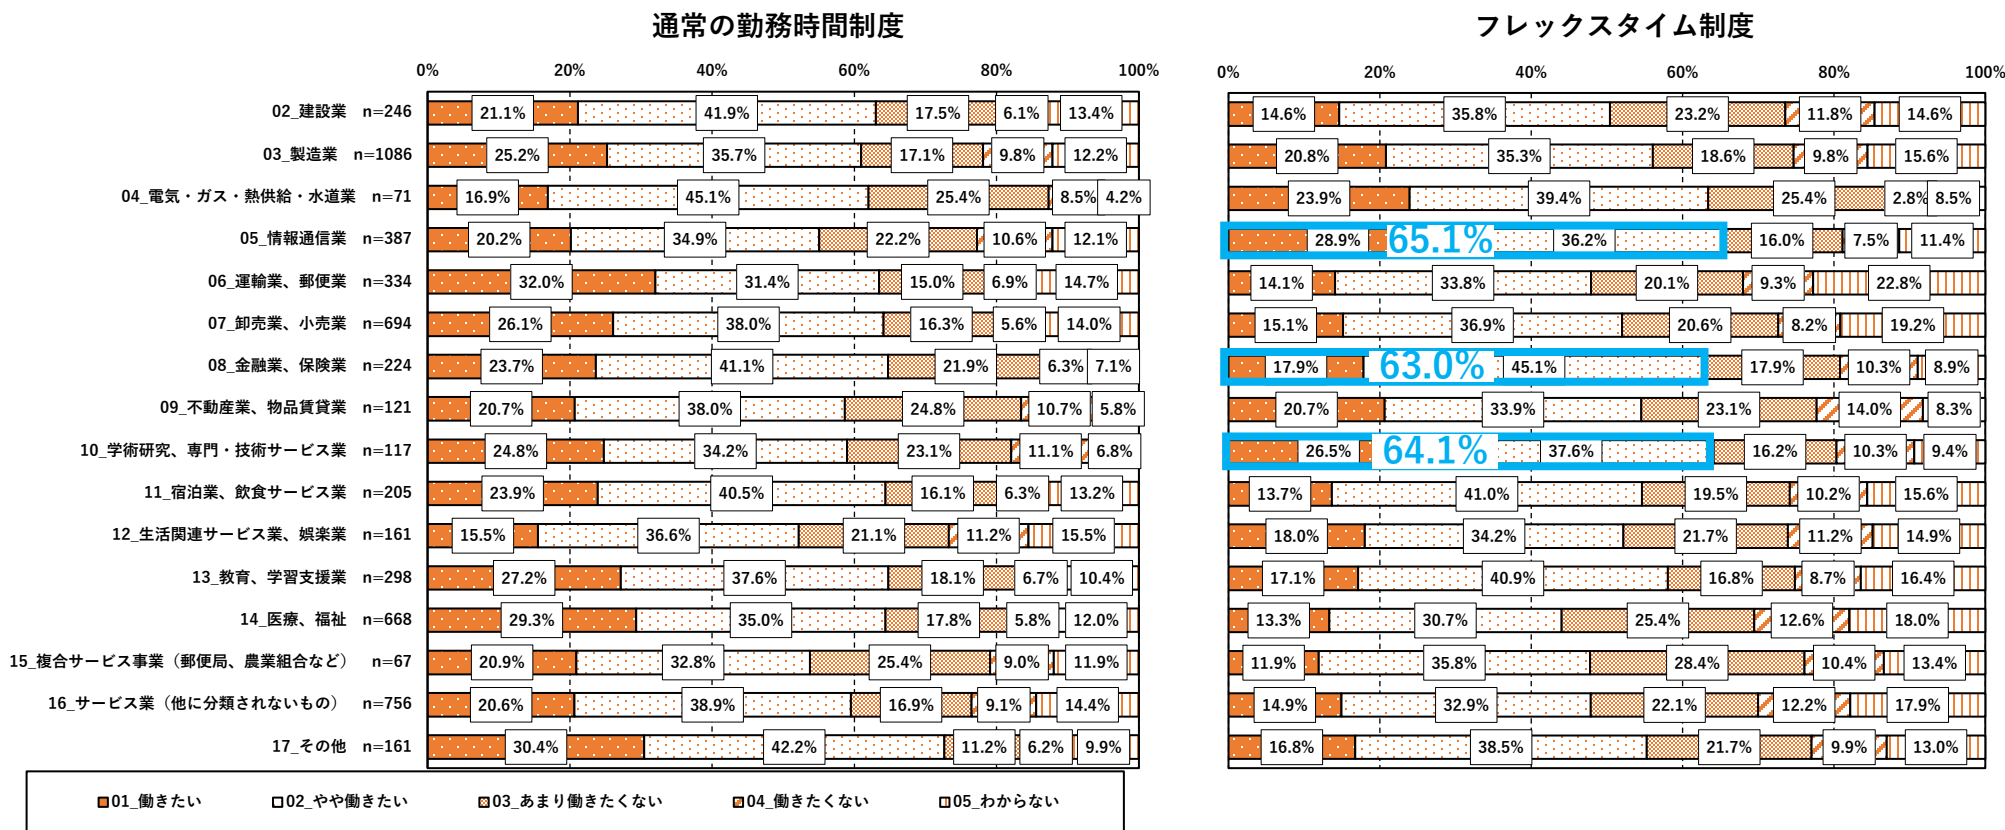 通常の勤務時間制度 フレックスタイム制度
0% 20% 40% 60% 80% 100% 0% 20% 40% 60% 80% 100%
02_建設業 n=246 21.1% 41.9% 17.5% 6.1% 13.4% 14.6% 35.8% 23.2% 11.8% 14.6%
03_製造業 n=1086 25.2% 35.7% 17.1% 9.8% 12.2% 20.8% 35.3% 18.6% 9.8% 15.6%
04_電気・ガス・熱供給・水道業 n=71 16.9% 45.1% 25.4% 8.5% 4.2% 23.9% 39.4% 25.4% 2.8% 8.5%
05_情報通信業 n=387 20.2% 34.9% 22.2% 10.6% 12.1% 28.9% 65.1% 36.2% 16.0% 7.5% 11.4%
06_運輸業、郵便業 n=334 32.0% 31.4% 15.0% 6.9% 14.7% 14.1% 33.8% 20.1% 9.3% 22.8%
07_卸売業、小売業 n=694 26.1% 38.0% 16.3% 5.6% 14.0% 15.1% 36.9% 20.6% 8.2% 19.2%
08_金融業、保険業 n=224 23.7% 41.1% 21.9% 6.3% 7.1% 17.9% 63.0% 45.1% 17.9% 10.3% 8.9%
09_不動産業、物品賃貸業 n=121 20.7% 38.0% 24.8% 10.7% 5.8% 20.7% 33.9% 23.1% 14.0% 8.3%
10_学術研究、専門・技術サービス業 n=117 24.8% 34.2% 23.1% 11.1% 6.8% 26.5% 64.1% 37.6% 16.2% 10.3% 9.4%
11_宿泊業、飲食サービス業 n=205 23.9% 40.5% 16.1% 6.3% 13.2% 13.7% 41.0% 19.5% 10.2% 15.6%
12_生活関連サービス業、娯楽業 n=161 15.5% 36.6% 21.1% 11.2% 15.5% 18.0% 34.2% 21.7% 11.2% 14.9%
13_教育、学習支援業 n=298 27.2% 37.6% 18.1% 6.7% 10.4% 17.1% 40.9% 16.8% 8.7% 16.4%
14_医療、福祉 n=668 29.3% 35.0% 17.8% 5.8% 12.0% 13.3% 30.7% 25.4% 12.6% 18.0%
15_複合サービス事業（郵便局、農業組合など） n=67 20.9% 32.8% 25.4% 9.0% 11.9% 11.9% 35.8% 28.4% 10.4% 13.4%
16_サービス業（他に分類されないもの） n=756 20.6% 38.9% 16.9% 9.1% 14.4% 14.9% 32.9% 22.1% 12.2% 17.9%
17_その他 n=161 30.4% 42.2% 11.2% 6.2% 9.9% 16.8% 38.5% 21.7% 9.9% 13.0%
01_働きたい 02_やや働きたい 03_あまり働きたくない 04_働きたくない 05_わからない